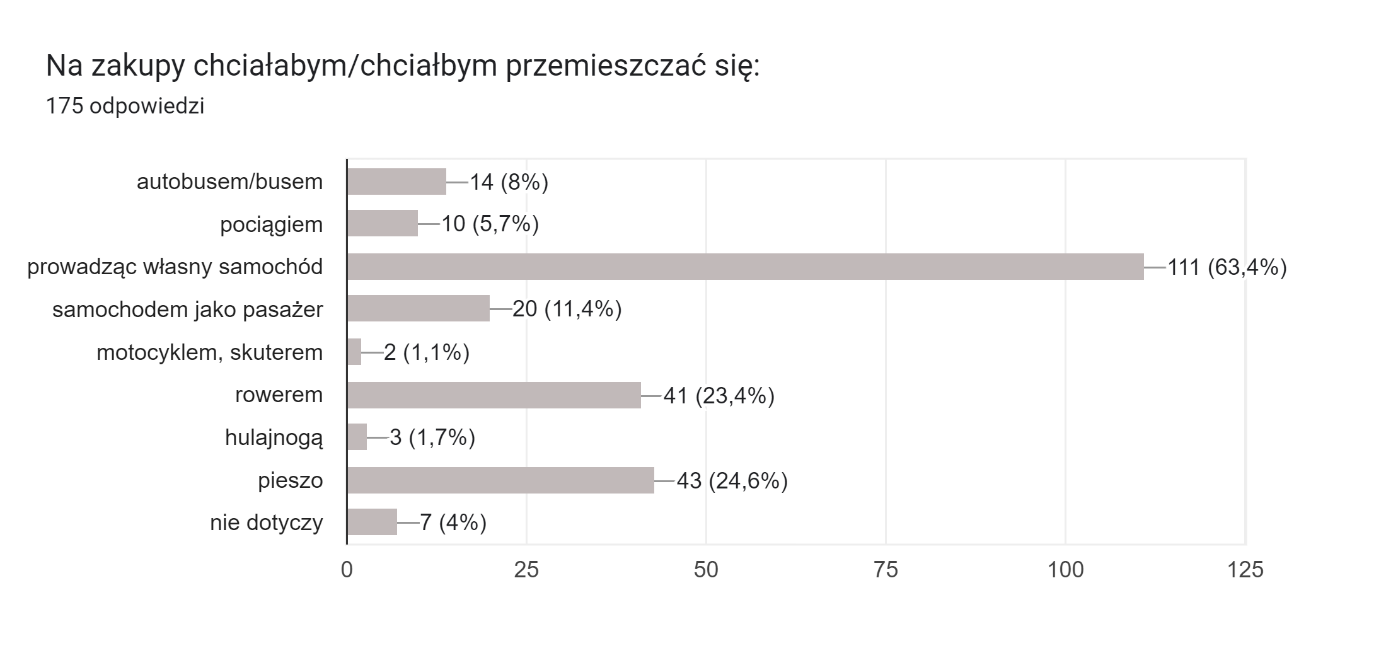 Na zakupy chciałabym/chciałbym przemieszczać się:
175 odpowiedzi
autobusem/busem 14 (8%)
pociągiem 10 (5,7%)
prowadząc własny samochód 111 (63,4%)
samochodem jako pasażer 20 (11,4%)
motocyklem, skuterem 2 (1,1%)
rowerem 41 (23,4%)
hulajnogą 3 (1,7%)
pieszo 43 (24,6%)
nie dotyczy 7 (4%)
0 25 50 75 100 125